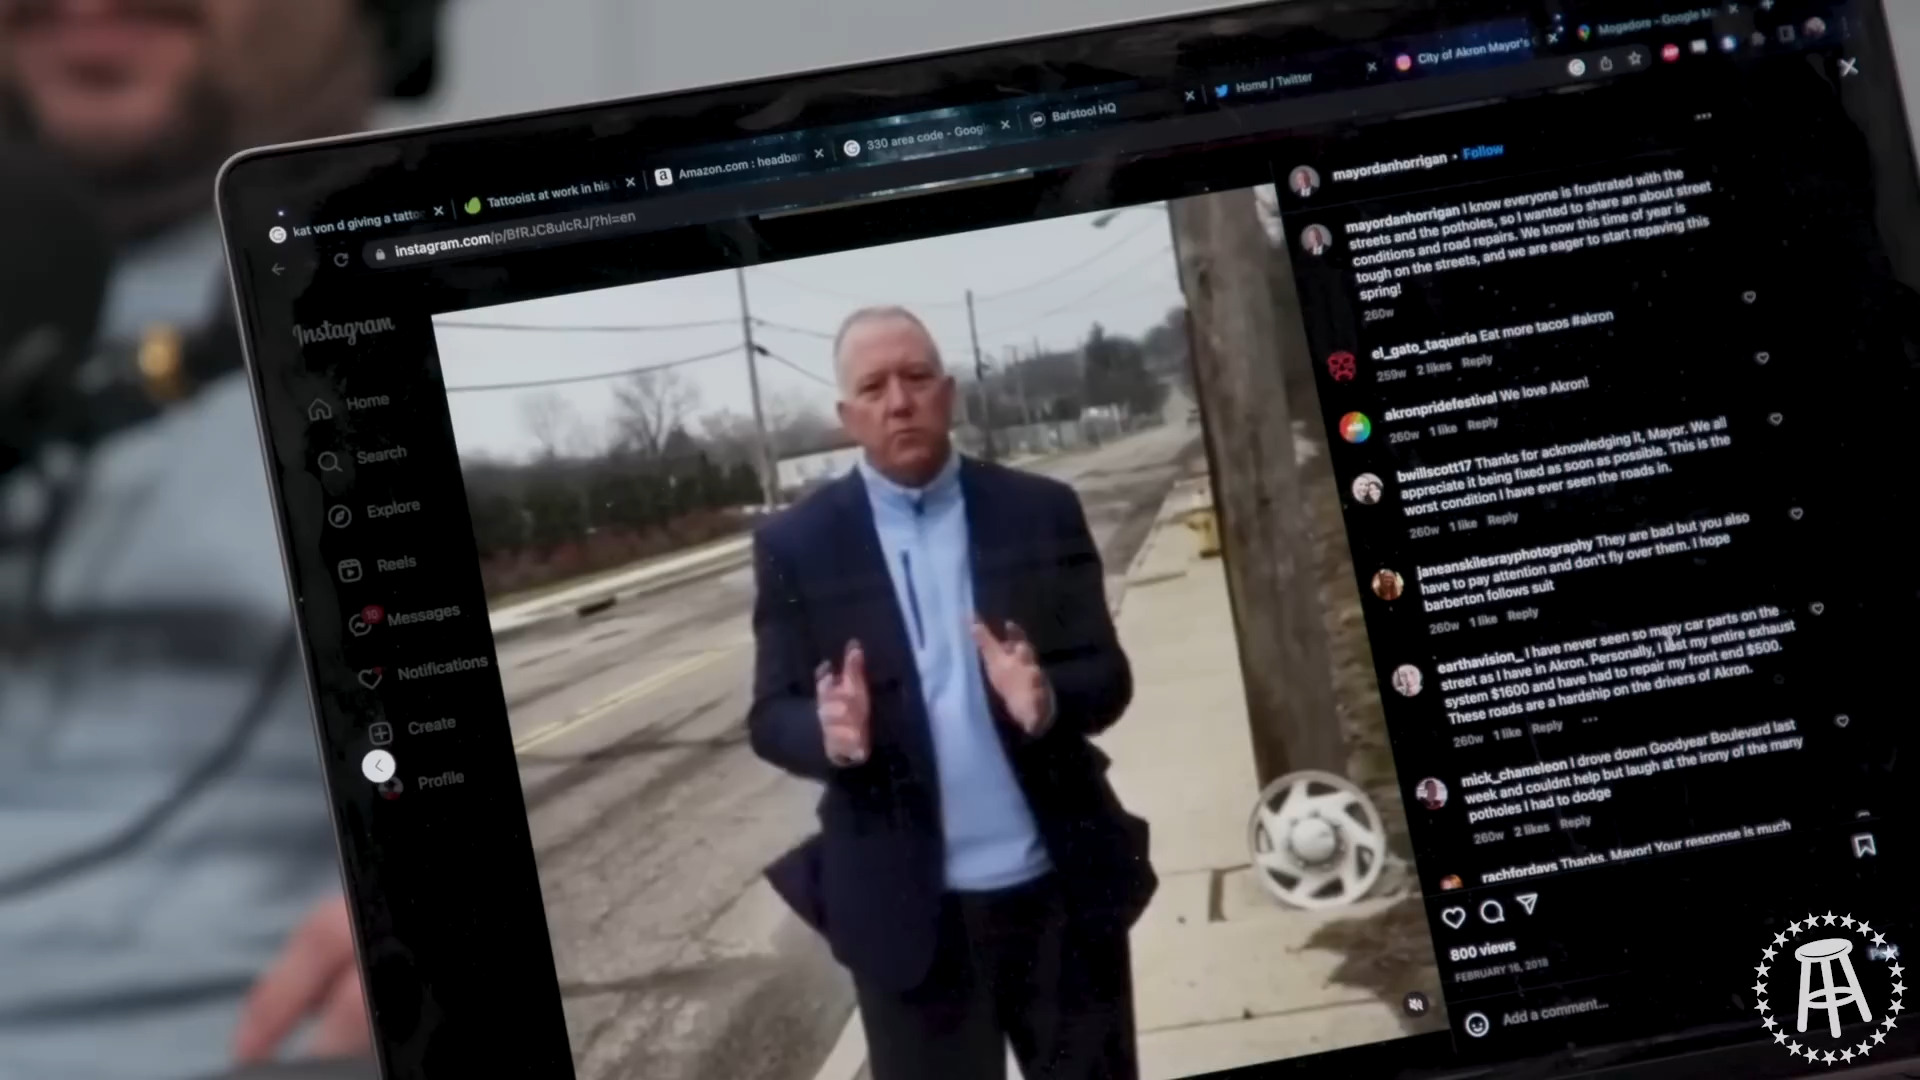 kat von d giving a tattoo
Tattooist at work in his
Amazon.com : headban
330 area code - Googl
Barstool HQ
Home / Twitter
City of Akron Mayor's
Mogadore - Google M
instagram.com/p/BfRJC8ulcRJ/?hl=en
Instagram
Home
Search
Explore
Reels
10
Messages
Notifications
Create
Profile
mayordanhorrigan • Follow
mayordanhorrigan I know everyone is frustrated with the
streets and the potholes, so I wanted to share an about street
conditions and road repairs. We know this time of year is
tough on the streets, and we are eager to start repaving this
spring!
260w
el_gato_taqueria Eat more tacos #akron
259w 2 likes Reply
akronpridefestival We love Akron!
260w 1 like Reply
bwillscott17 Thanks for acknowledging it, Mayor. We all
appreciate it being fixed as soon as possible. This is the
worst condition I have ever seen the roads in.
260w 1 like Reply
janeanskilesrayphotography They are bad but you also
have to pay attention and don't fly over them. I hope
barberton follows suit
260w 1 like Reply
earthavision_ I have never seen so many car parts on the
street as I have in Akron. Personally, I lost my entire exhaust
system $1600 and have had to repair my front end $500.
These roads are a hardship on the drivers of Akron.
260w 1 like Reply
mick_chameleon I drove down Goodyear Boulevard last
week and couldnt help but laugh at the irony of the many
potholes I had to dodge
260w 2 likes Reply
rachfordays Thanks, Mayor! Your response is much
800 views
FEBRUARY 16, 2018
Add a comment...